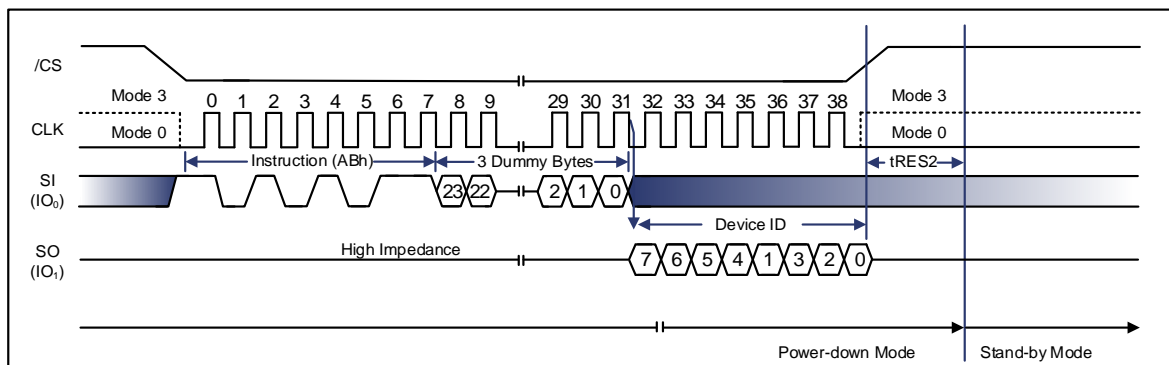 /CS
0 1 2 3 4 5 6 7 8 9 29 30 31 32 33 34 35 36 37 38
Mode 3 Mode 3
CLK
Mode 0 Mode 0
Instruction (ABh) 3 Dummy Bytes tRES2
SI
(IO₀)
23 22 2 1 0
Device ID
SO
(IO₁)
High Impedance
7 6 5 4 1 3 2 0
Power-down Mode Stand-by Mode